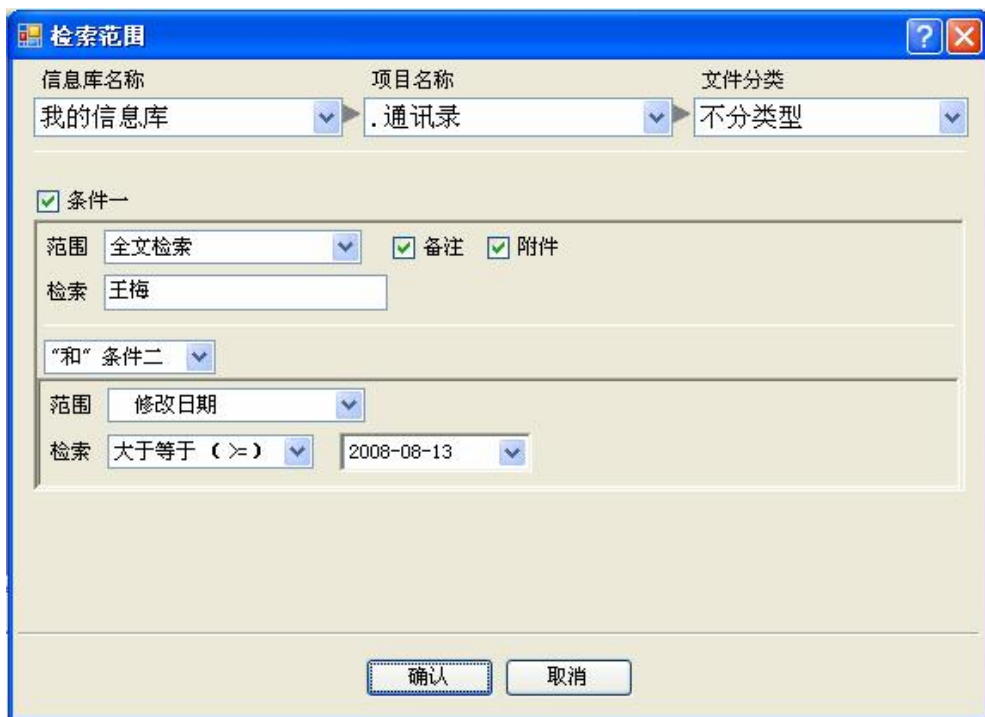 检索范围
信息库名称 项目名称 文件分类
我的信息库 .通讯录 不分类型
条件一
范围 全文检索 备注 附件
检索 王梅
“和“ 条件二
范围 修改日期
检索 大于等于 (>=) 2008-08-13
确认 取消